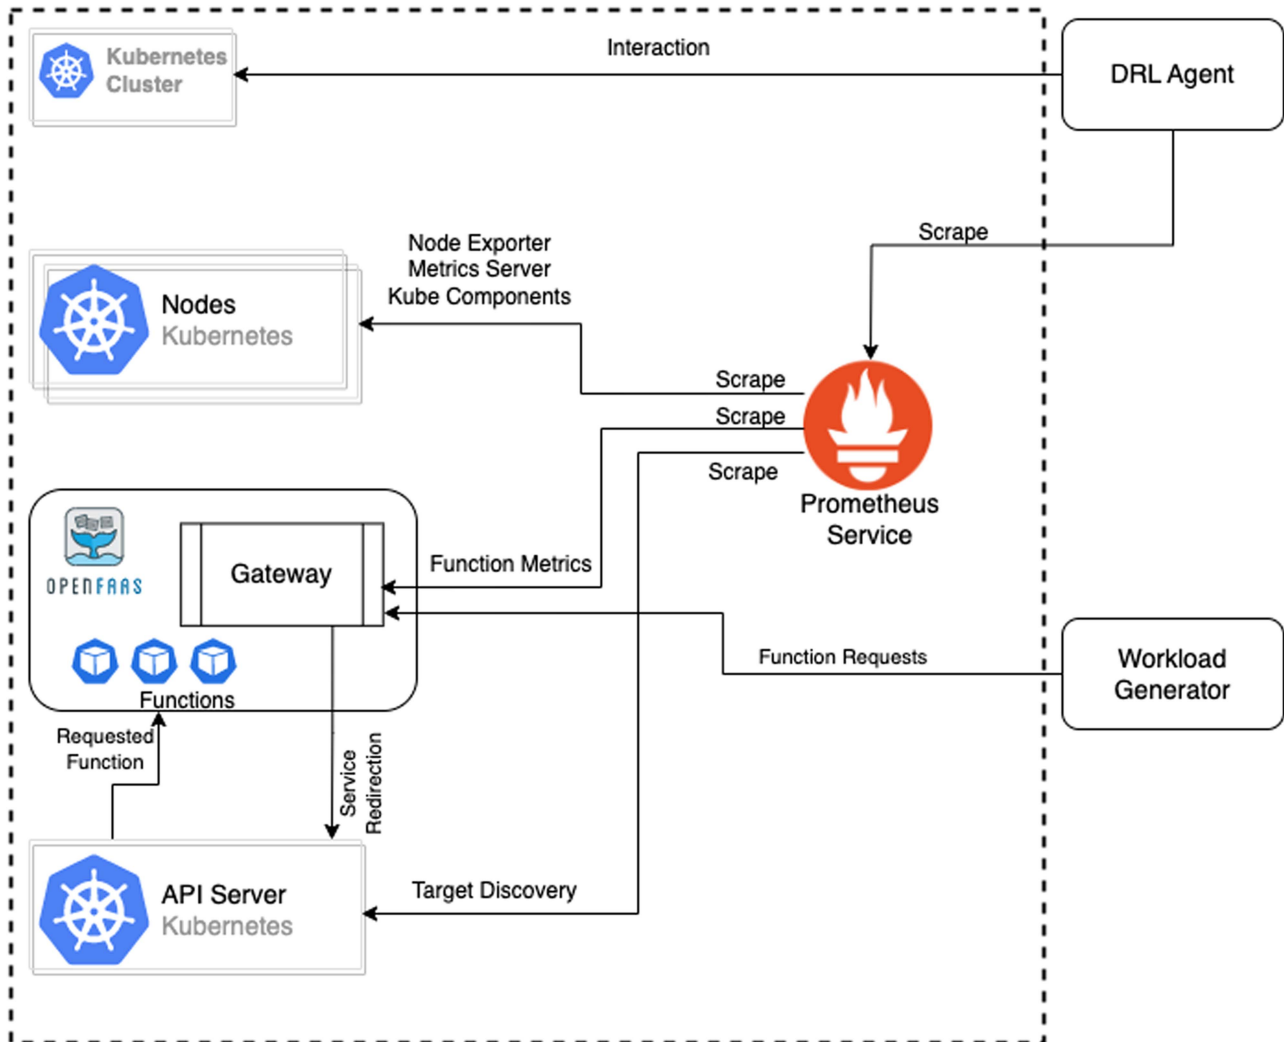 Kubernetes
Cluster
Interaction
DRL Agent
Scrape
Node Exporter
Metrics Server
Kube Components
Nodes
Kubernetes
Scrape
Scrape
Scrape
Prometheus
Service
OPENFAAS
Gateway
Function Metrics
Functions
Function Requests
Workload
Generator
Requested
Function
Service
Redirection
API Server
Kubernetes
Target Discovery